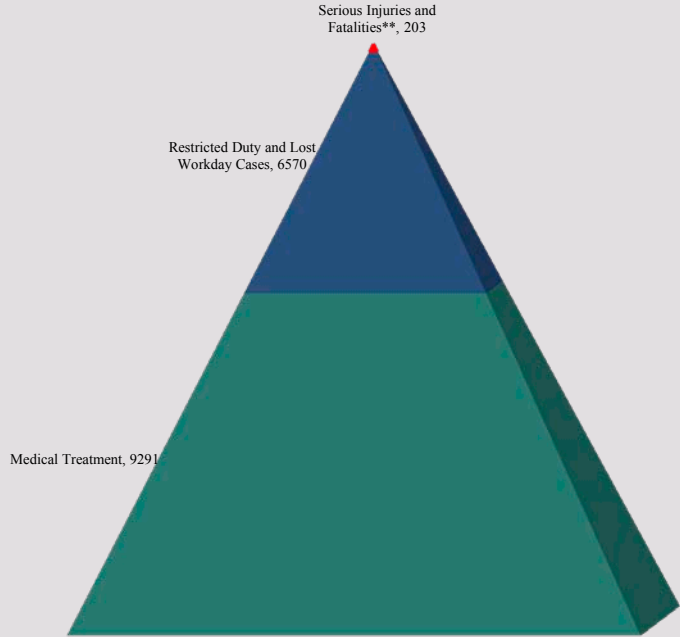 Serious Injuries and
Fatalities**, 203
Restricted Duty and Lost
Workday Cases, 6570
Medical Treatment, 9291